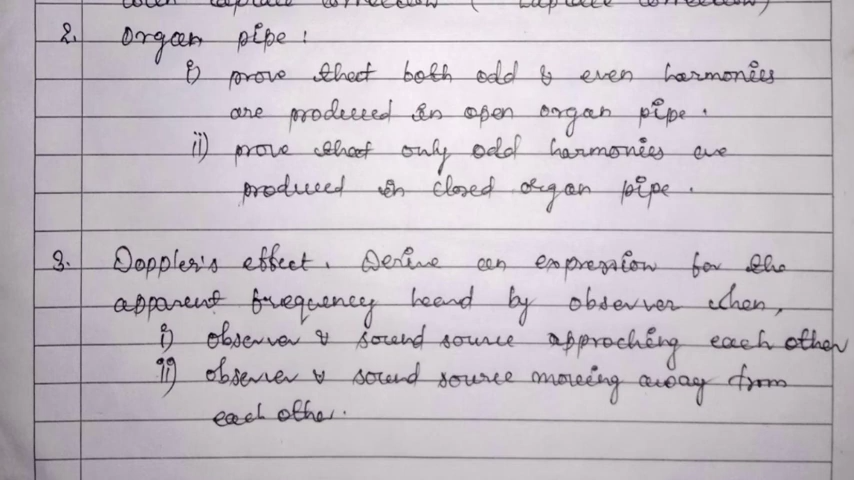 2. Organ pipe :
i) prove that both odd & even harmonies
are produced in open organ pipe.
ii) prove that only odd harmonies are
produced in closed organ pipe.
3. Doppler's effect. Derive an expression for the
apparent frequency heard by observer when,
i) observer & sound source approching each other
ii) observer & sound source moving away from
each other.